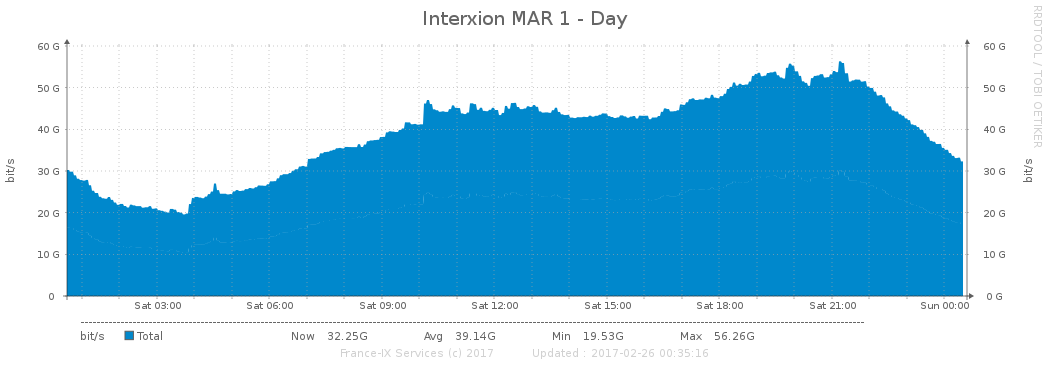 Interxion MAR 1 - Day
RRDTOOL / TOBI OETIKER
60 G 60 G
50 G 50 G
40 G 40 G
30 G 30 G
20 G 20 G
10 G 10 G
0 0 G
bit/s bit/s
Sat 03:00 Sat 06:00 Sat 09:00 Sat 12:00 Sat 15:00 Sat 18:00 Sat 21:00 Sun 00:00
bit/s Total Now 32.25G Avg 39.14G Min 19.53G Max 56.26G
France-IX Services (c) 2017 Updated : 2017-02-26 00:35:16